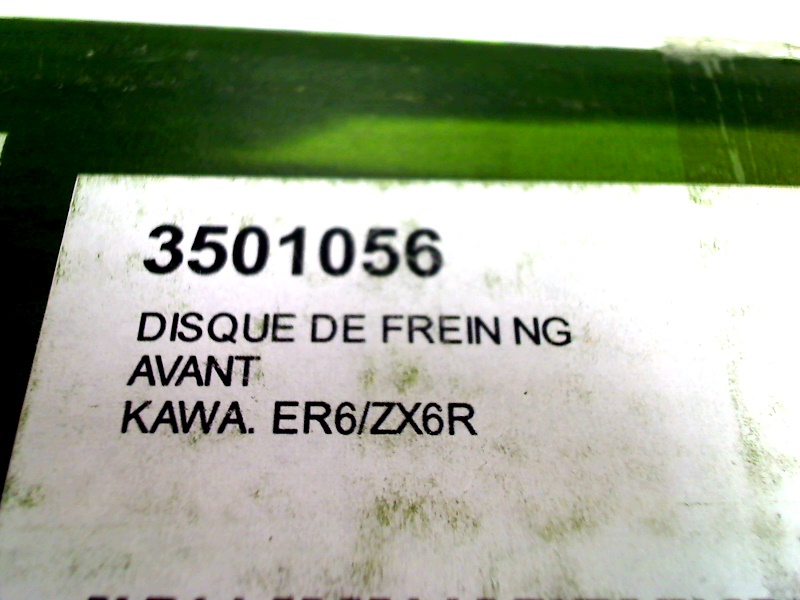 3501056
DISQUE DE FREIN NG
AVANT
KAWA. ER6/ZX6R